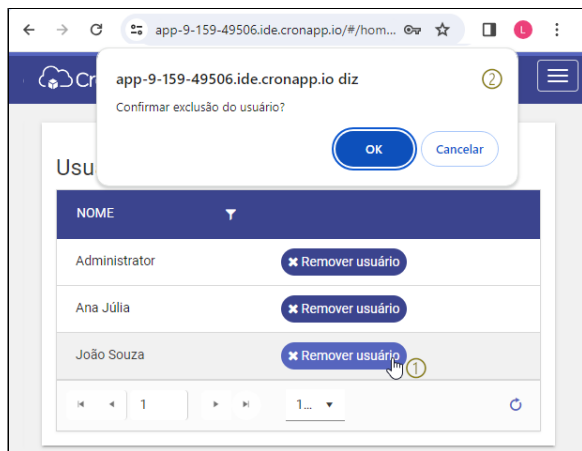 app-9-159-49506.ide.cronapp.io/#/hom...
L
Cr
app-9-159-49506.ide.cronapp.io diz
2
Confirmar exclusão do usuário?
OK
Cancelar
Usu
NOME
Administrator
Remover usuário
Ana Júlia
Remover usuário
João Souza
Remover usuário
1
1
1...